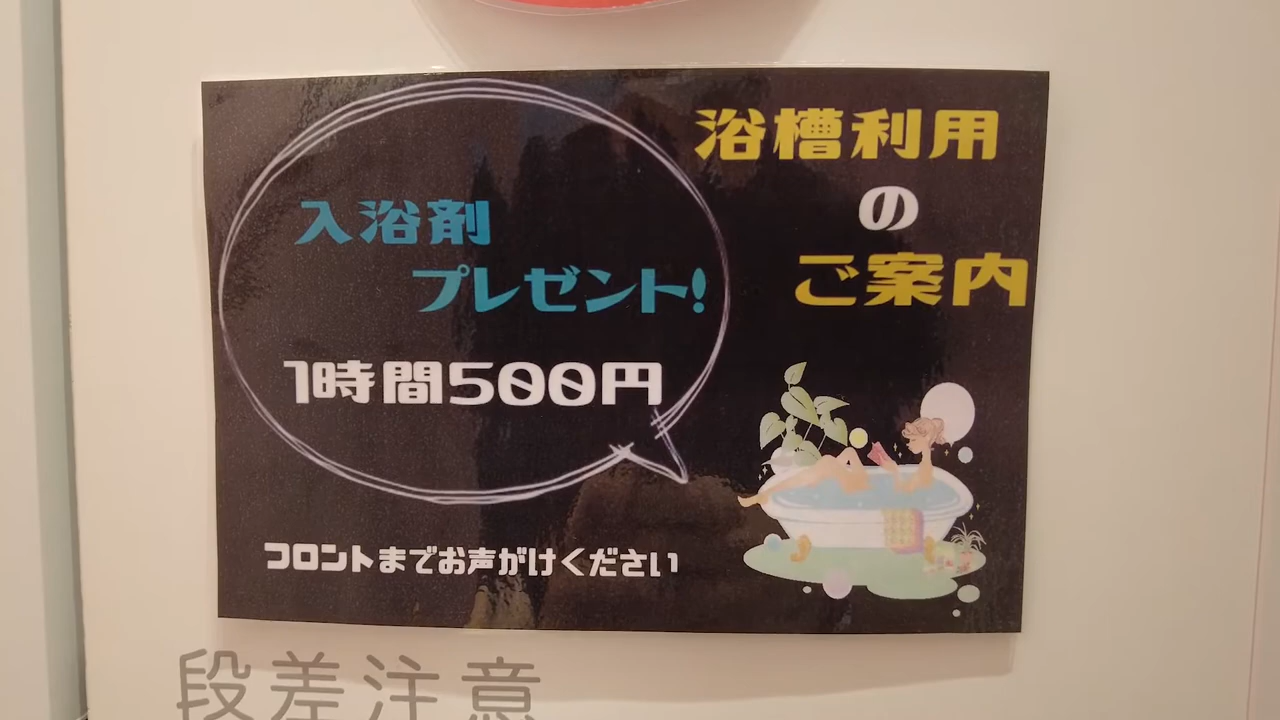 浴槽利用
の
ご案内
入浴剤
プレゼント!
1時間500円
フロントまでお声がけください
段差注意